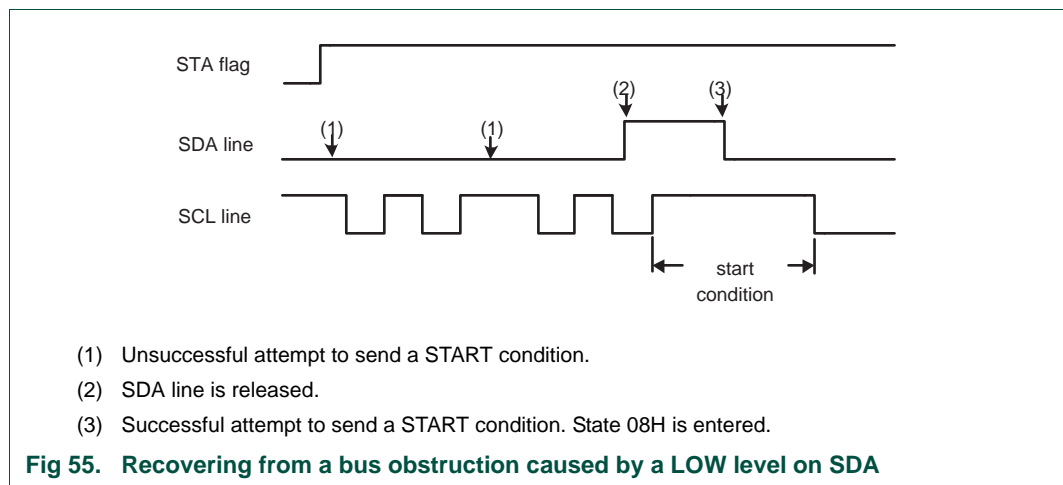 STA flag
(2) (3)
(1) (1)
SDA line
SCL line
start
condition
(1) Unsuccessful attempt to send a START condition.
(2) SDA line is released.
(3) Successful attempt to send a START condition. State 08H is entered.
Fig 55. Recovering from a bus obstruction caused by a LOW level on SDA